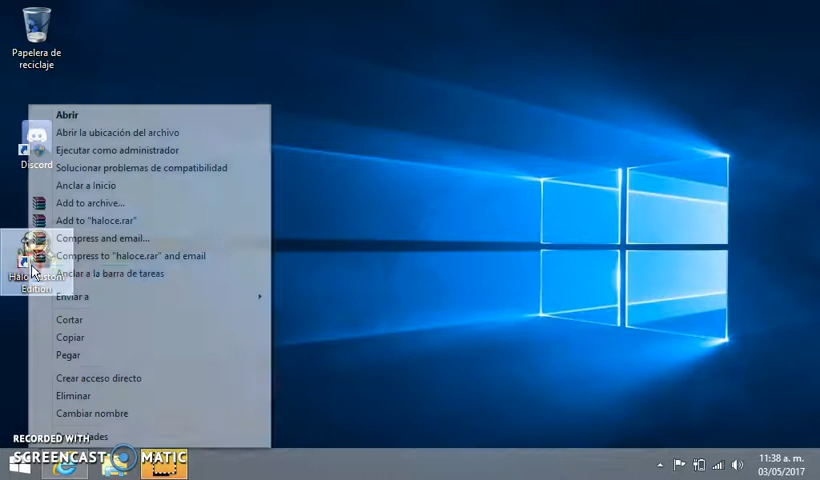 Papelera de
reciclaje
Discord
Edition
Abrir
Abrir la ubicación del archivo
Ejecutar como administrador
Solucionar problemas de compatibilidad
Anclar a Inicio
Add to archive...
Add to "haloce.rar"
Compress and email...
Compress to "haloce.rar" and email
Anclar a la barra de tareas
Enviar a
Cortar
Copiar
Pegar
Crear acceso directo
Eliminar
Cambiar nombre
RECORDED WITH
SCREENCAST MATIC
11:38 a. m.
03/05/2017